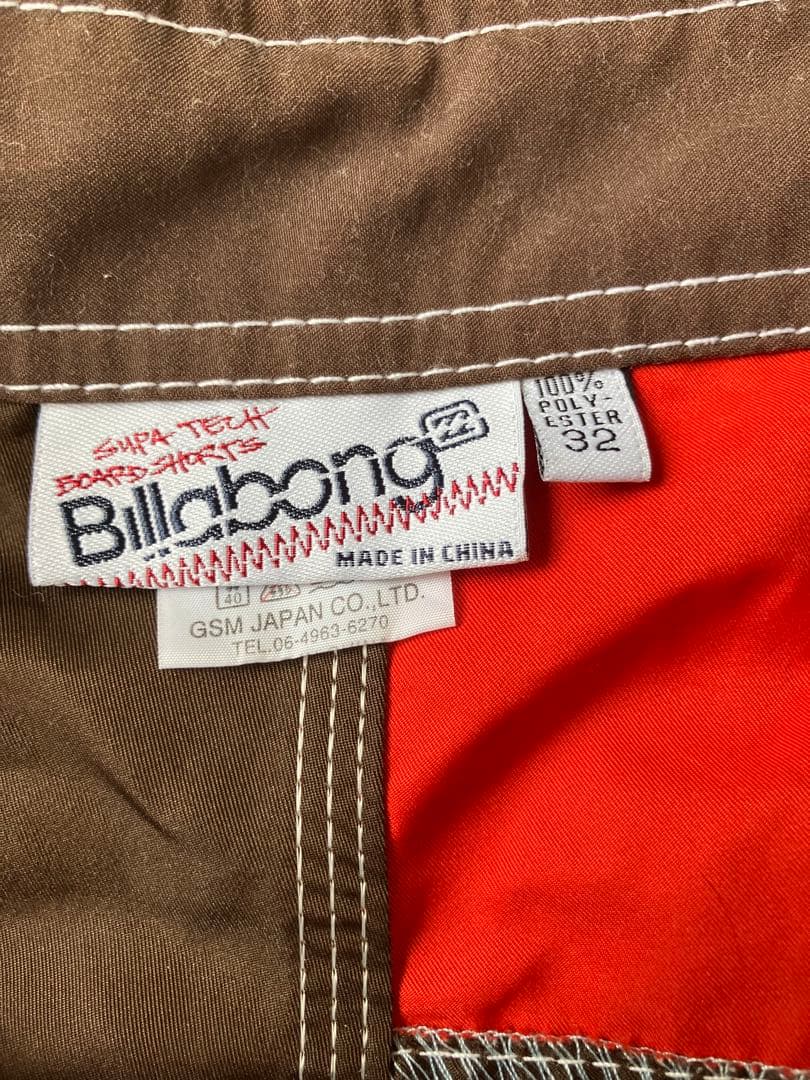 SUPA TECH
BOARDSHORTS
Billabong
MADE IN CHINA
100%
POLY-
ESTER
32
40
GSM JAPAN CO.,LTD.
TEL.06-4963-6270